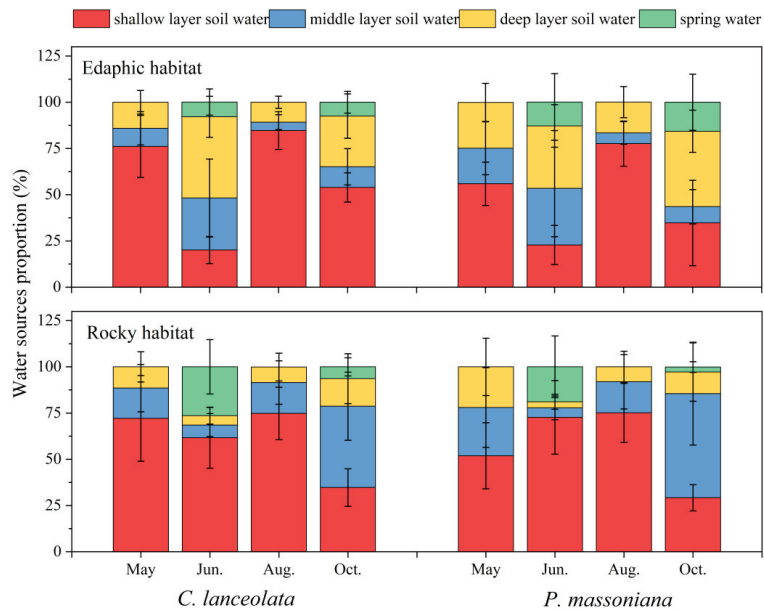 shallow layer soil water middle layer soil water deep layer soil water spring water
Water sources proportion (%)
125
Edaphic habitat
100
75
50
25
0
125
Rocky habitat
100
75
50
25
0
May Jun. Aug. Oct. May Jun. Aug. Oct.
C. lanceolata P. massoniana